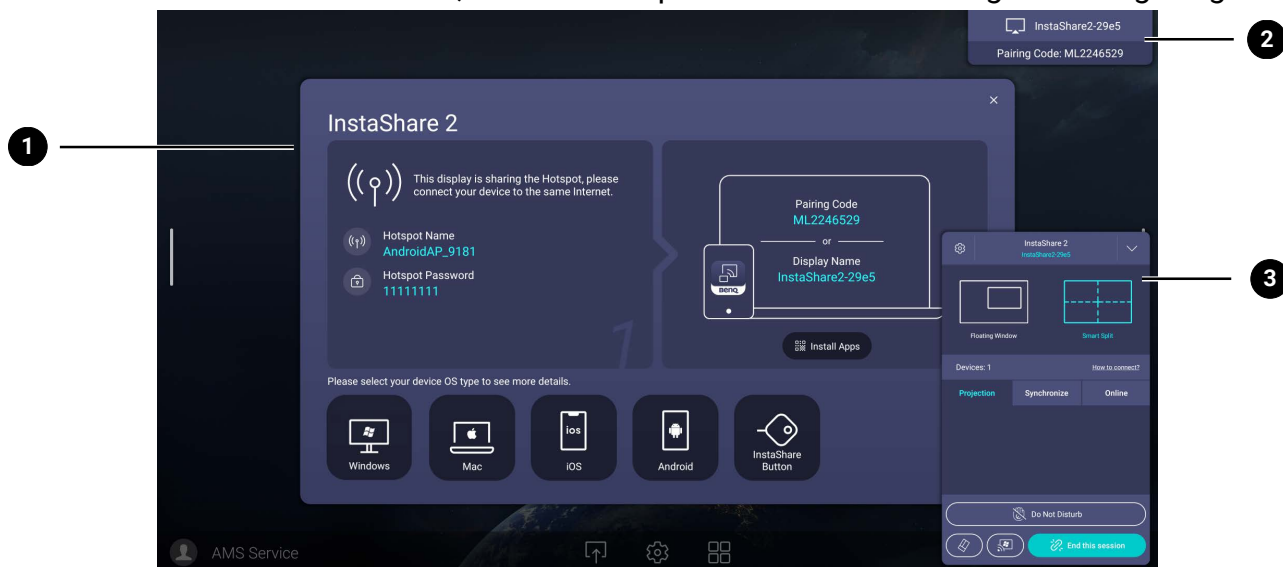 InstaShare2-29e5
Pairing Code: ML2246529
2
1
InstaShare 2
This display is sharing the Hotspot, please
connect your device to the same Internet.
Hotspot Name
AndroidAP_9181
Hotspot Password
11111111
1
Pairing Code
ML2246529
or
Display Name
InstaShare2-29e5
BenQ
Install Apps
Please select your device OS type to see more details.
Windows
Mac
ios
iOS
Android
InstaShare
Button
3
InstaShare 2
InstaShare2-29e5
Floating Window
Smart Split
Devices: 1
How to connect?
Projection
Synchronize
Online
Do Not Disturb
End this session
AMS Service